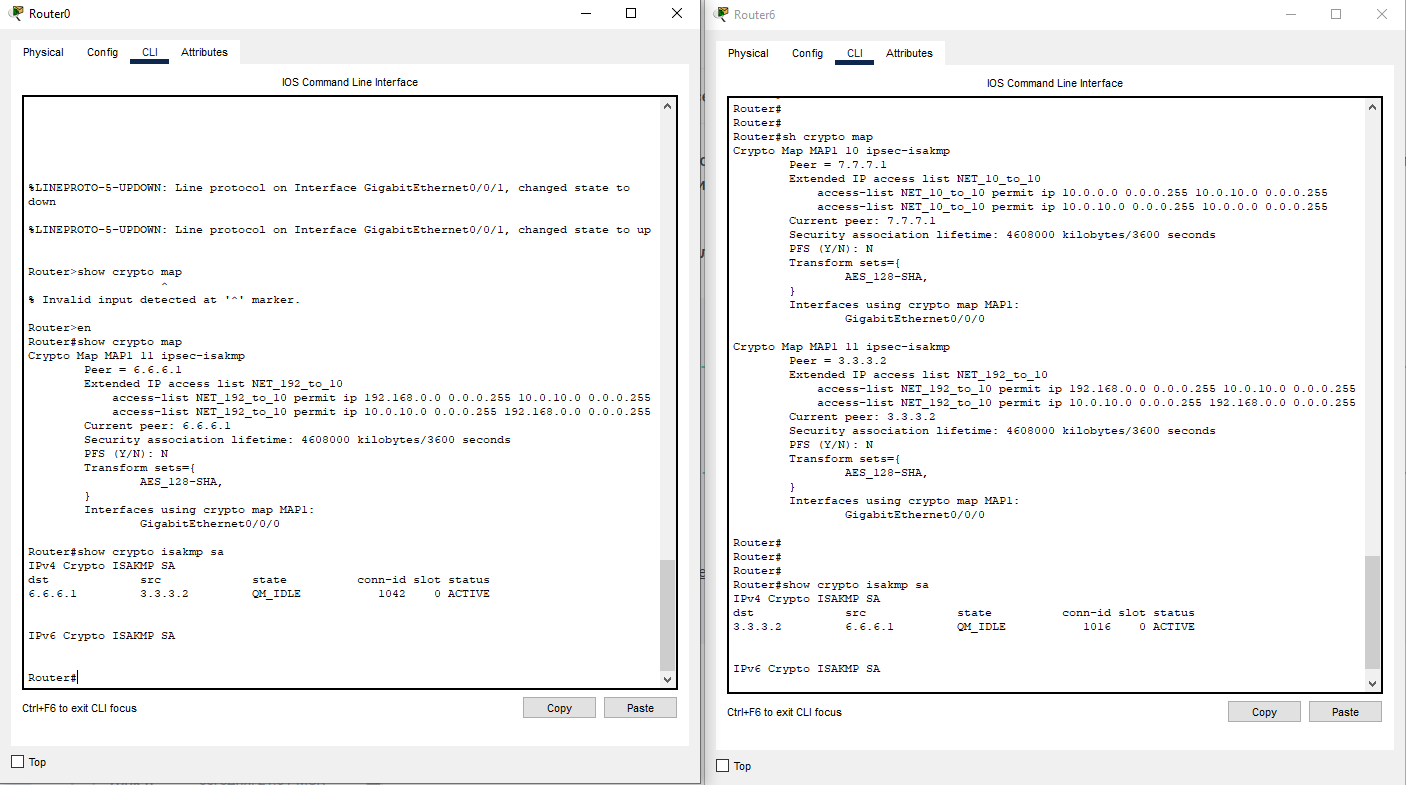 Router0
Physical Config CLI Attributes
IOS Command Line Interface
%LINEPROTO-5-UPDOWN: Line protocol on Interface GigabitEthernet0/0/1, changed state to
down
%LINEPROTO-5-UPDOWN: Line protocol on Interface GigabitEthernet0/0/1, changed state to up
Router>show crypto map
^
% Invalid input detected at '^' marker.
Router>en
Router#show crypto map
Crypto Map MAP1 11 ipsec-isakmp
Peer = 6.6.6.1
Extended IP access list NET_192_to_10
access-list NET_192_to_10 permit ip 192.168.0.0 0.0.0.255 10.0.10.0 0.0.0.255
access-list NET_192_to_10 permit ip 10.0.10.0 0.0.0.255 192.168.0.0 0.0.0.255
Current peer: 6.6.6.1
Security association lifetime: 4608000 kilobytes/3600 seconds
PFS (Y/N): N
Transform sets={
AES_128-SHA,
}
Interfaces using crypto map MAP1:
GigabitEthernet0/0/0
Router#show crypto isakmp sa
IPv4 Crypto ISAKMP SA
dst src state conn-id slot status
6.6.6.1 3.3.3.2 QM_IDLE 1042 0 ACTIVE
IPv6 Crypto ISAKMP SA
Router#
Ctrl+F6 to exit CLI focus
Copy
Paste
Top
Router6
Physical Config CLI Attributes
IOS Command Line Interface
Router#
Router#
Router#sh crypto map
Crypto Map MAP1 10 ipsec-isakmp
Peer = 7.7.7.1
Extended IP access list NET_10_to_10
access-list NET_10_to_10 permit ip 10.0.0.0 0.0.0.255 10.0.10.0 0.0.0.255
access-list NET_10_to_10 permit ip 10.0.10.0 0.0.0.255 10.0.0.0 0.0.0.255
Current peer: 7.7.7.1
Security association lifetime: 4608000 kilobytes/3600 seconds
PFS (Y/N): N
Transform sets={
AES_128-SHA,
}
Interfaces using crypto map MAP1:
GigabitEthernet0/0/0
Crypto Map MAP1 11 ipsec-isakmp
Peer = 3.3.3.2
Extended IP access list NET_192_to_10
access-list NET_192_to_10 permit ip 192.168.0.0 0.0.0.255 10.0.10.0 0.0.0.255
access-list NET_192_to_10 permit ip 10.0.10.0 0.0.0.255 192.168.0.0 0.0.0.255
Current peer: 3.3.3.2
Security association lifetime: 4608000 kilobytes/3600 seconds
PFS (Y/N): N
Transform sets={
AES_128-SHA,
}
Interfaces using crypto map MAP1:
GigabitEthernet0/0/0
Router#
Router#
Router#
Router#show crypto isakmp sa
IPv4 Crypto ISAKMP SA
dst src state conn-id slot status
3.3.3.2 6.6.6.1 QM_IDLE 1016 0 ACTIVE
IPv6 Crypto ISAKMP SA
Ctrl+F6 to exit CLI focus
Copy
Paste
Top